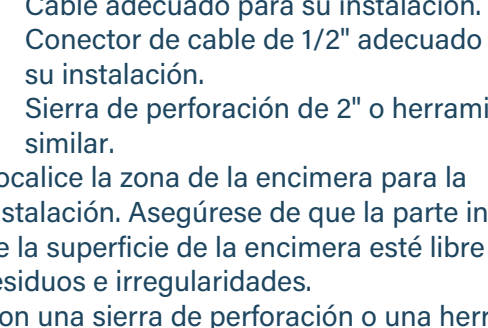 Cable adecuado para su instalación.
Conector de cable de 1/2" adecuado
su instalación.
Sierra de perforación de 2" o herrami
similar.
ocalice la zona de la encimera para la
stalación. Asegúrese de que la parte in
e la superficie de la encimera esté libre
esiduos e irregularidades.
on una sierra de perforación o una herr